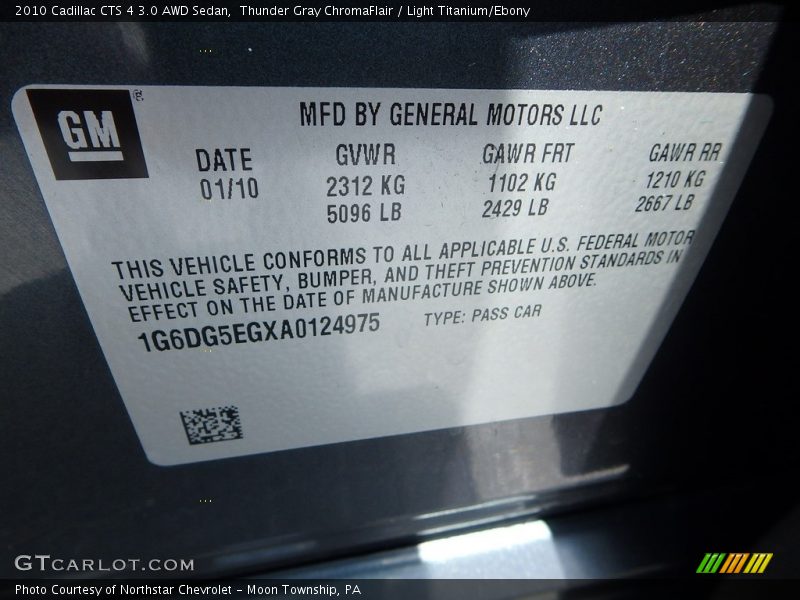 2010 Cadillac CTS 4 3.0 AWD Sedan,  Thunder Gray ChromaFlair / Light Titanium/Ebony
GM
MFD BY GENERAL MOTORS LLC
DATE GVWR GAWR FRT GAWR RR
01/10 2312 KG 1102 KG 1210 KG
5096 LB 2429 LB 2667 LB
THIS VEHICLE CONFORMS TO ALL APPLICABLE U.S. FEDERAL MOTOR
VEHICLE SAFETY, BUMPER, AND THEFT PREVENTION STANDARDS IN
EFFECT ON THE DATE OF MANUFACTURE SHOWN ABOVE.
1G6DG5EGXA0124975 TYPE: PASS CAR
GTCARLOT.COM
Photo Courtesy of Northstar Chevrolet - Moon Township, PA